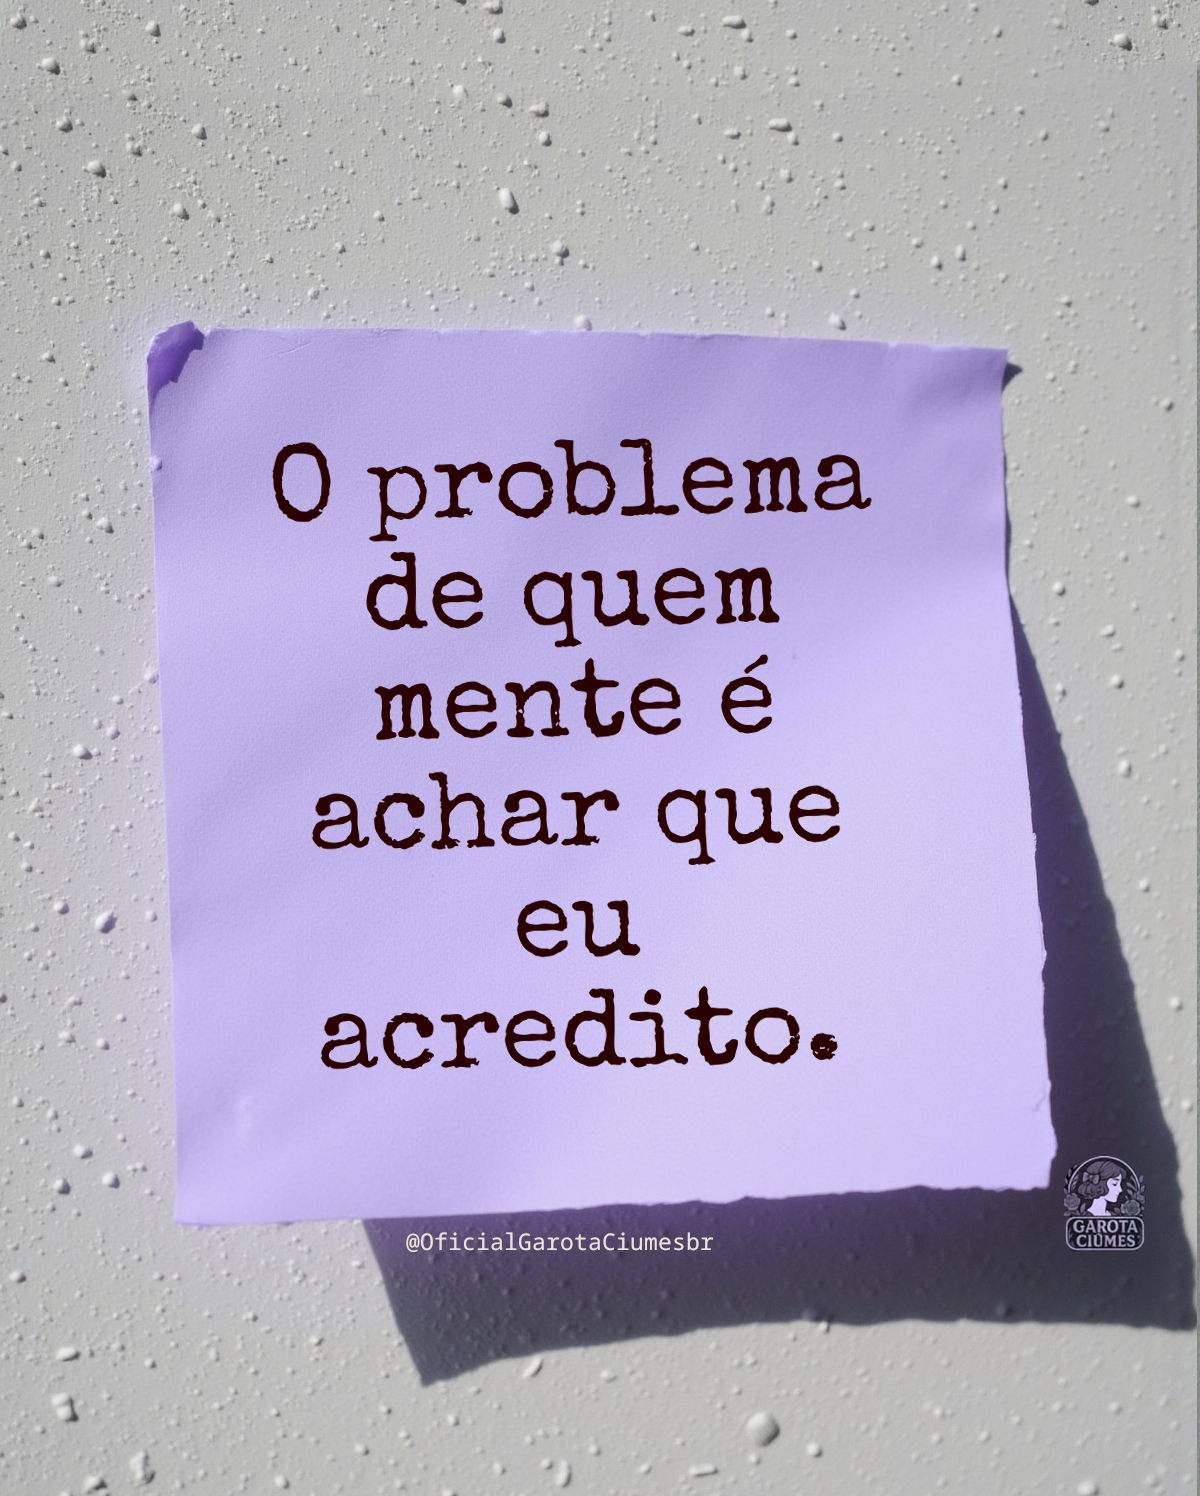 O problema
de quem
mente é
achar que
eu
acredito.
@OficialGarotaCiumesbr
GAROTA
CIÚMES